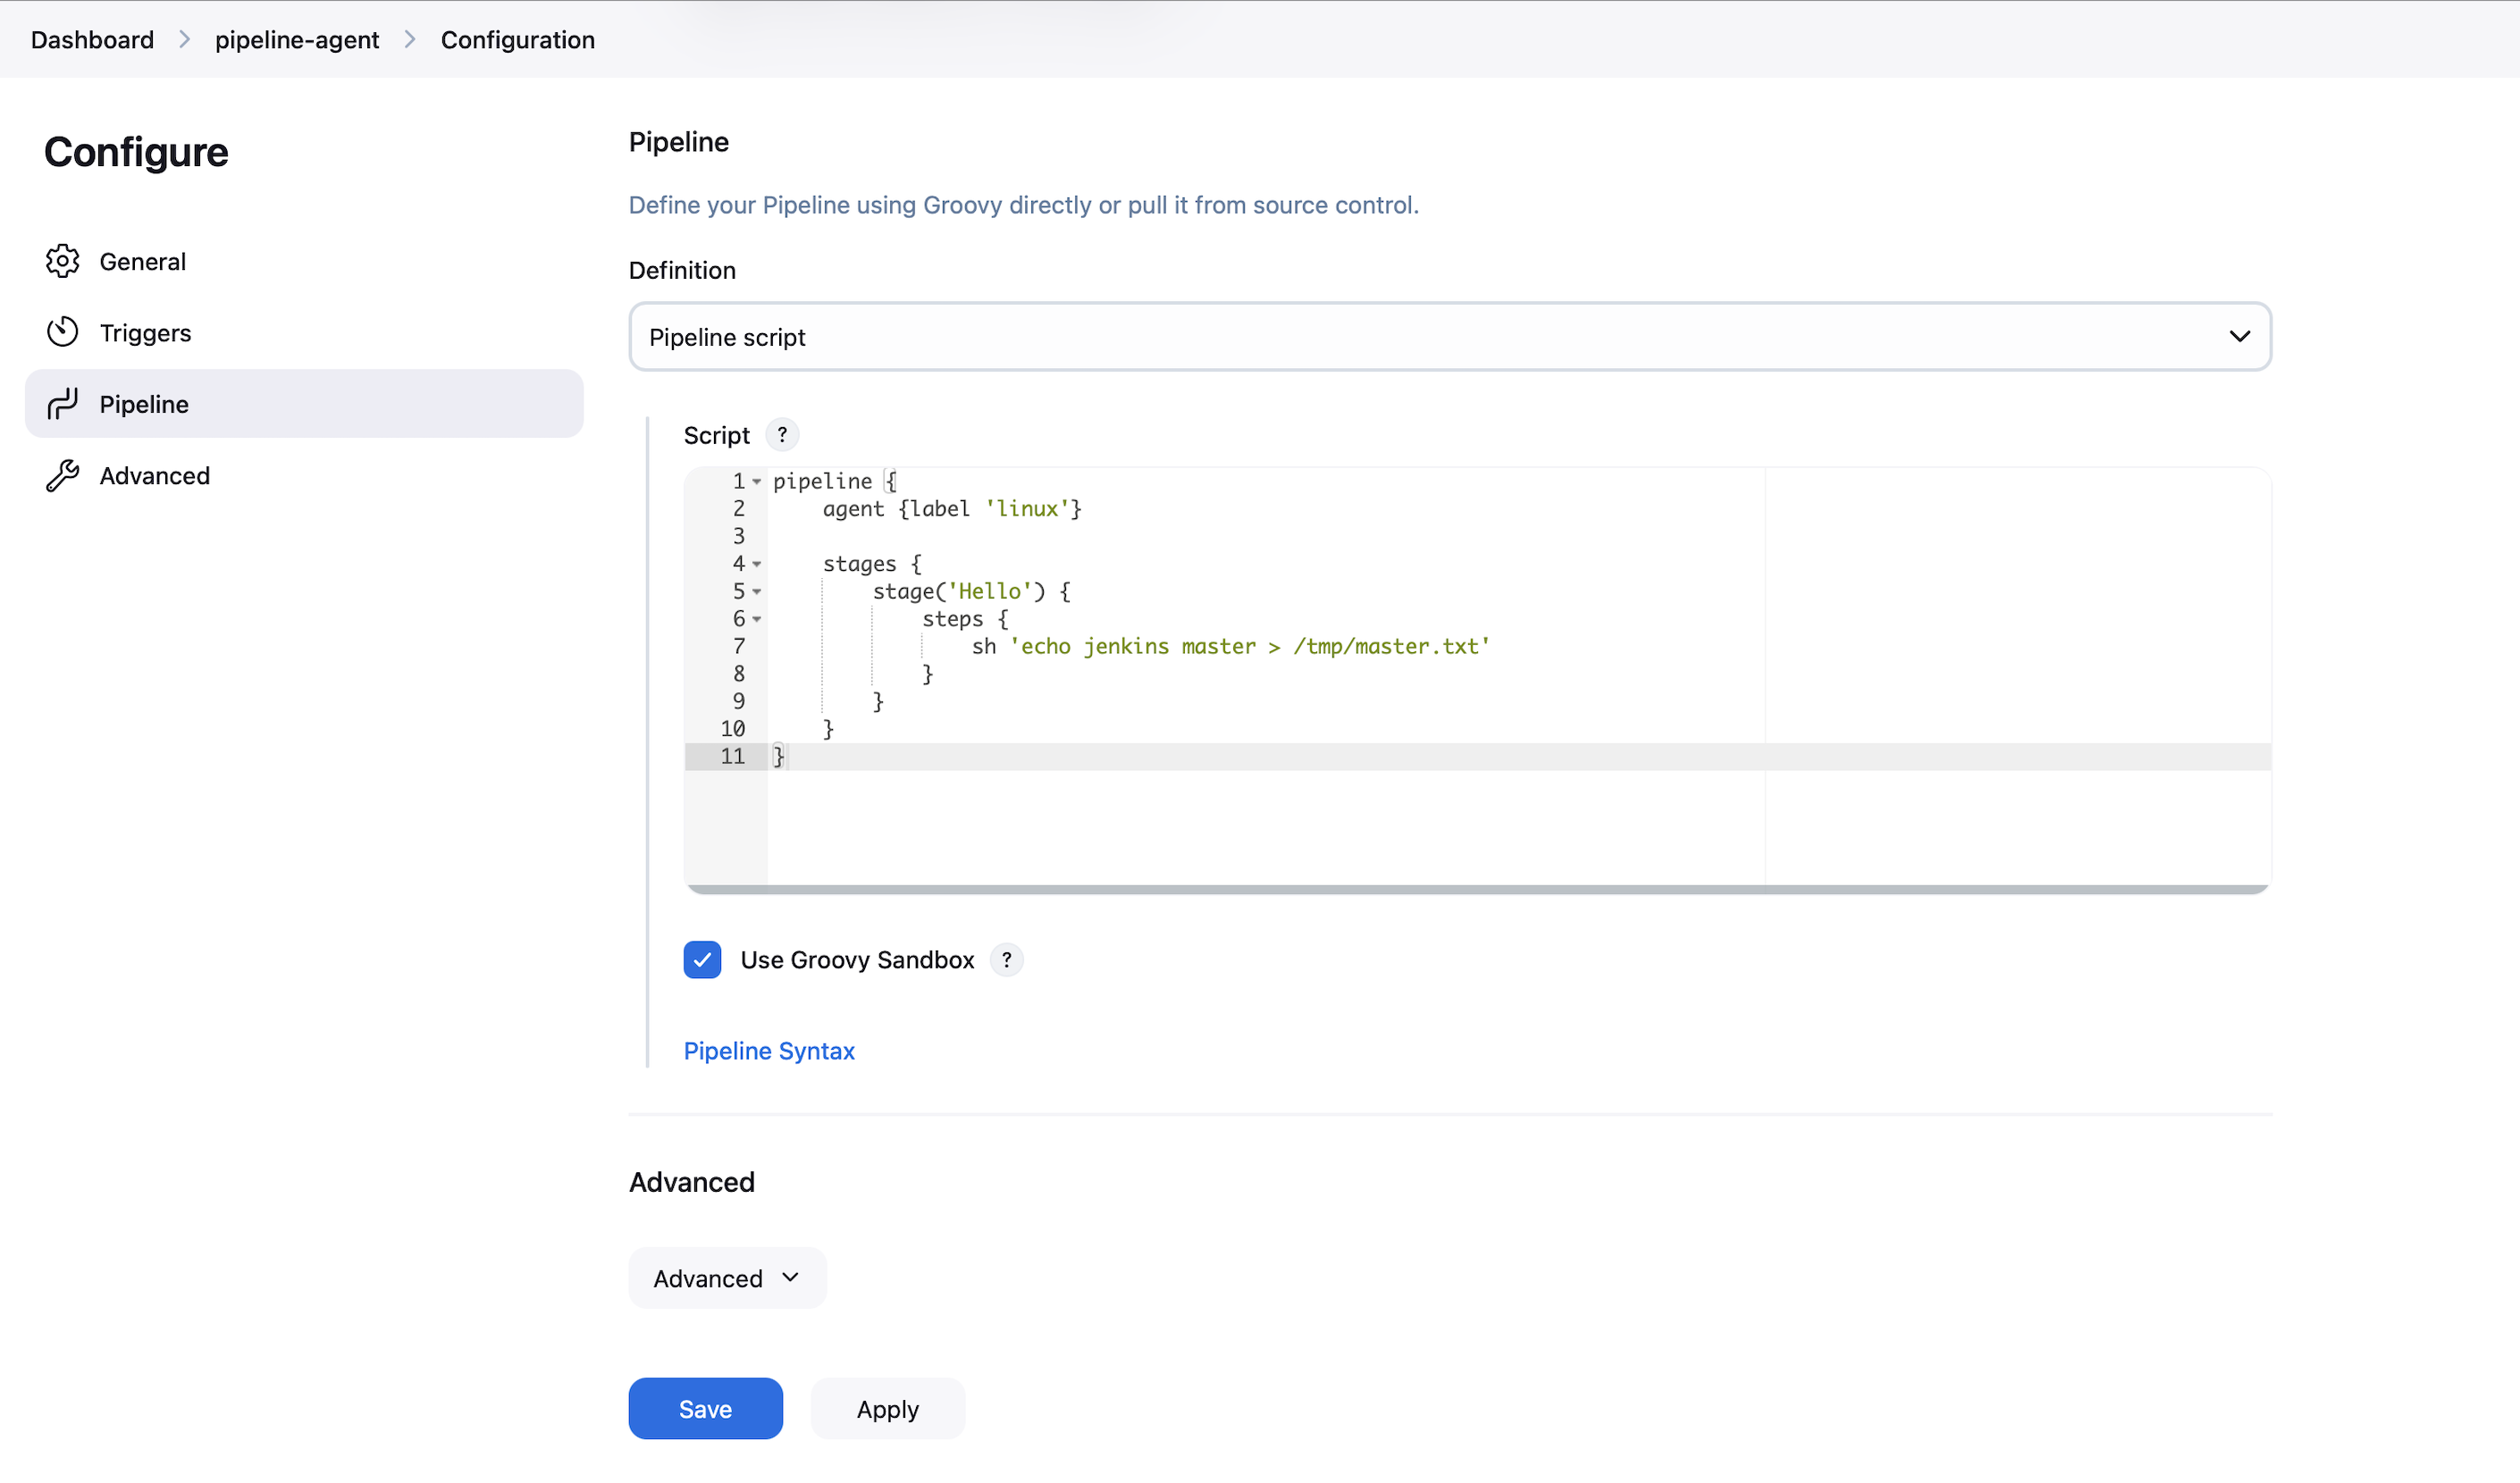 Dashboard > pipeline-agent > Configuration
Configure
General
Triggers
Pipeline
Advanced
Pipeline
Define your Pipeline using Groovy directly or pull it from source control.
Definition
Pipeline script
Script ?
1 pipeline {
2     agent {label 'linux'}
3
4     stages {
5         stage('Hello') {
6             steps {
7                 sh 'echo jenkins master > /tmp/master.txt'
8             }
9         }
10     }
11 }
Use Groovy Sandbox ?
Pipeline Syntax
Advanced
Advanced
Save Apply